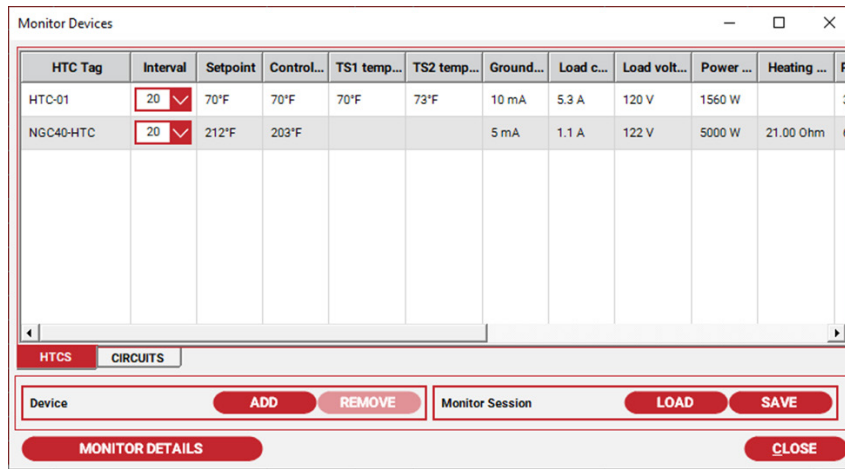 Monitor Devices
HTC Tag Interval Setpoint Control... TS1 temp... TS2 temp... Ground... Load c... Load volt... Power ... Heating ...
HTC-01 20 70°F 70°F 70°F 73°F 10 mA 5.3 A 120 V 1560 W
NGC40-HTC 20 212°F 203°F 5 mA 1.1 A 122 V 5000 W 21.00 Ohm
HTCS CIRCUITS
Device ADD REMOVE Monitor Session LOAD SAVE
MONITOR DETAILS CLOSE